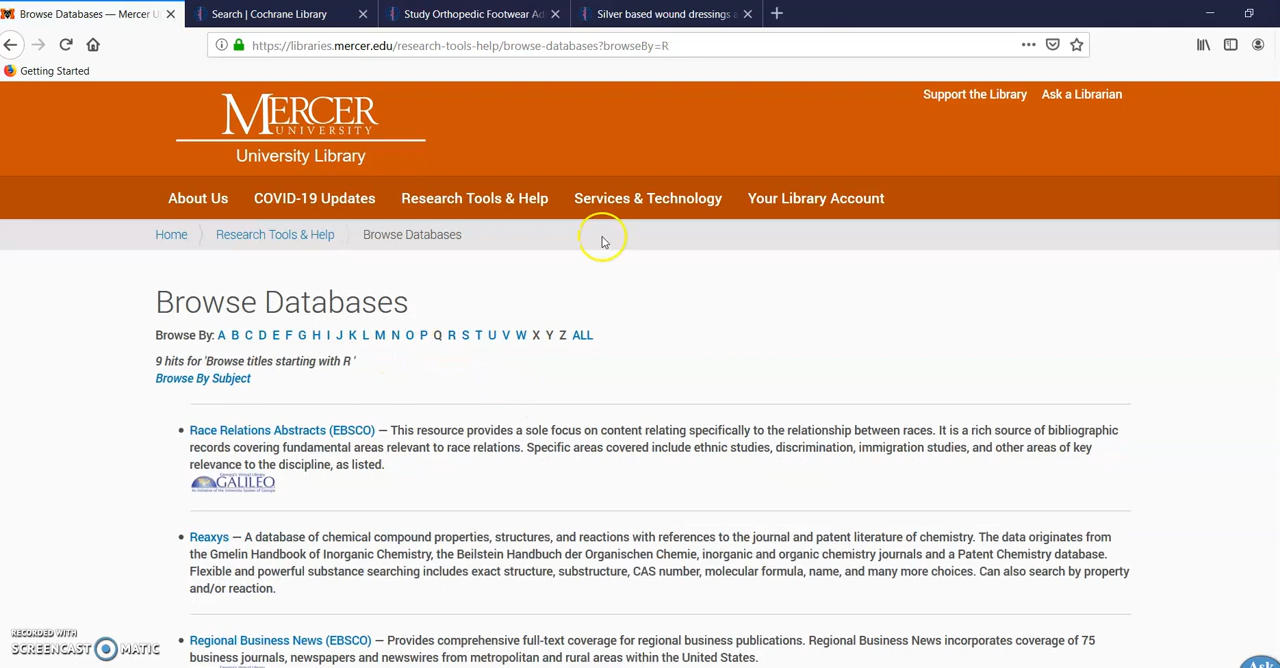 Browse Databases — Mercer U
Search | Cochrane Library
Study Orthopedic Footwear Ad
Silver based wound dressings a
https://libraries.mercer.edu/research-tools-help/browse-databases?browseBy=R
Getting Started
Support the Library Ask a Librarian
MERCER
UNIVERSITY
University Library
About Us COVID-19 Updates Research Tools & Help Services & Technology Your Library Account
Home Research Tools & Help Browse Databases
Browse Databases
Browse By: A B C D E F G H I J K L M N O P Q R S T U V W X Y Z ALL
9 hits for 'Browse titles starting with R '
Browse By Subject
• Race Relations Abstracts (EBSCO) — This resource provides a sole focus on content relating specifically to the relationship between races. It is a rich source of bibliographic
records covering fundamental areas relevant to race relations. Specific areas covered include ethnic studies, discrimination, immigration studies, and other areas of key
relevance to the discipline, as listed.
GALILEO
• Reaxys — A database of chemical compound properties, structures, and reactions with references to the journal and patent literature of chemistry. The data originates from
the Gmelin Handbook of Inorganic Chemistry, the Beilstein Handbuch der Organischen Chemie, inorganic and organic chemistry journals and a Patent Chemistry database.
Flexible and powerful substance searching includes exact structure, substructure, CAS number, molecular formula, name, and many more choices. Can also search by property
and/or reaction.
• Regional Business News (EBSCO) — Provides comprehensive full-text coverage for regional business publications. Regional Business News incorporates coverage of 75
business journals, newspapers and newswires from metropolitan and rural areas within the United States.
RECORDED WITH
SCREENCAST MATIC
Ask